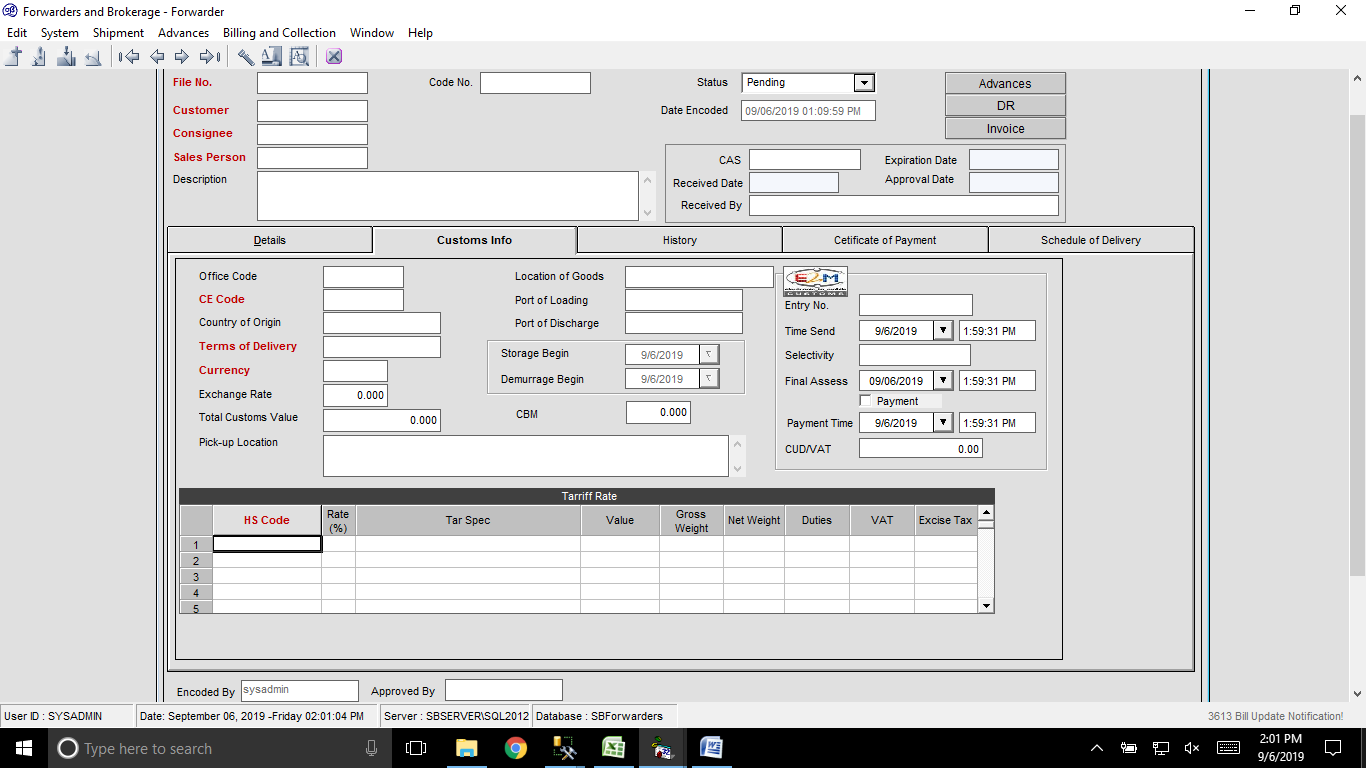 Forwarders and Brokerage - Forwarder
Edit System Shipment Advances Billing and Collection Window Help
File No. Code No. Status Pending Advances
Customer Date Encoded 09/06/2019 01:09:59 PM DR
Consignee Invoice
Sales Person CAS Expiration Date
Description Received Date Approval Date
Received By
Details Customs Info History Cetificate of Payment Schedule of Delivery
Office Code Location of Goods E2M
CE Code Port of Loading Entry No.
Country of Origin Port of Discharge Time Send 9/6/2019 1:59:31 PM
Terms of Delivery Storage Begin 9/6/2019 Selectivity
Currency Demurrage Begin 9/6/2019 Final Assess 09/06/2019 1:59:31 PM
Exchange Rate 0.000 Payment
Total Customs Value 0.000 CBM 0.000 Payment Time 9/6/2019 1:59:31 PM
Pick-up Location CUD/VAT 0.00
Tarriff Rate
HS Code Rate (%) Tar Spec Value Gross Weight Net Weight Duties VAT Excise Tax
1
2
3
4
5
Encoded By sysadmin Approved By
User ID : SYSADMIN Date: September 06, 2019 -Friday 02:01:04 PM Server : SBSERVER\SQL2012 Database : SBForwarders 3613 Bill Update Notification!
Type here to search 2:01 PM
9/6/2019